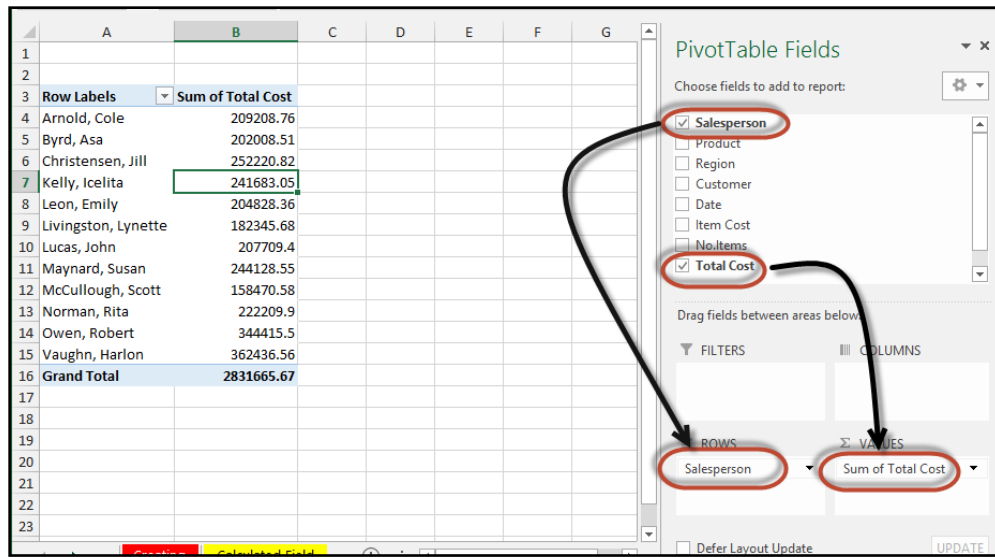 A B C D E F G
1
2
3 Row Labels Sum of Total Cost
4 Arnold, Cole 209208.76
5 Byrd, Asa 202008.51
6 Christensen, Jill 252220.82
7 Kelly, Icelita 241683.05
8 Leon, Emily 204828.36
9 Livingston, Lynette 182345.68
10 Lucas, John 207709.4
11 Maynard, Susan 244128.55
12 McCullough, Scott 158470.58
13 Norman, Rita 222209.9
14 Owen, Robert 344415.5
15 Vaughn, Harlon 362436.56
16 Grand Total 2831665.67
17
18
19
20
21
22
23
Creating Calculated Field
PivotTable Fields
Choose fields to add to report:
Salesperson
Product
Region
Customer
Date
Item Cost
No.Items
Total Cost
Drag fields between areas below:
FILTERS
COLUMNS
ROWS
Σ VALUES
Salesperson
Sum of Total Cost
Defer Layout Update
UPDATE